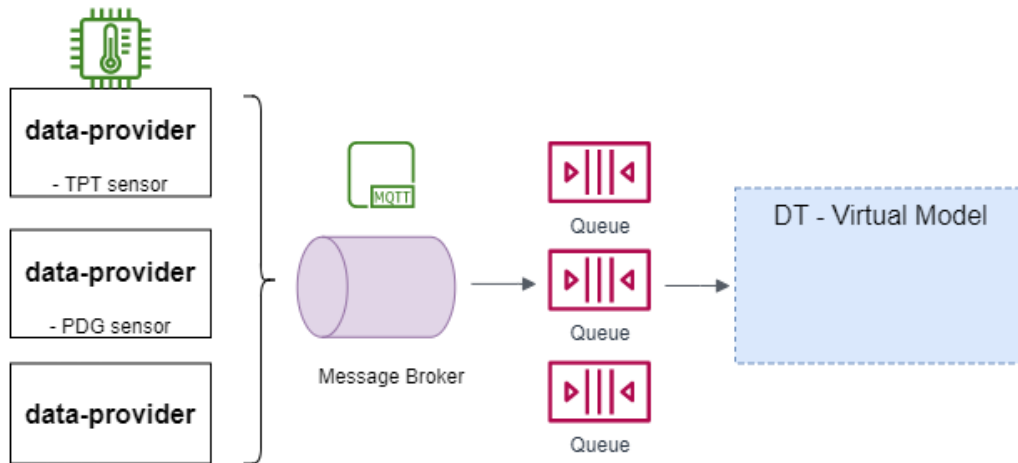 data-provider
- TPT sensor
data-provider
- PDG sensor
data-provider
MQTT
Message Broker
Queue
Queue
Queue
DT - Virtual Model